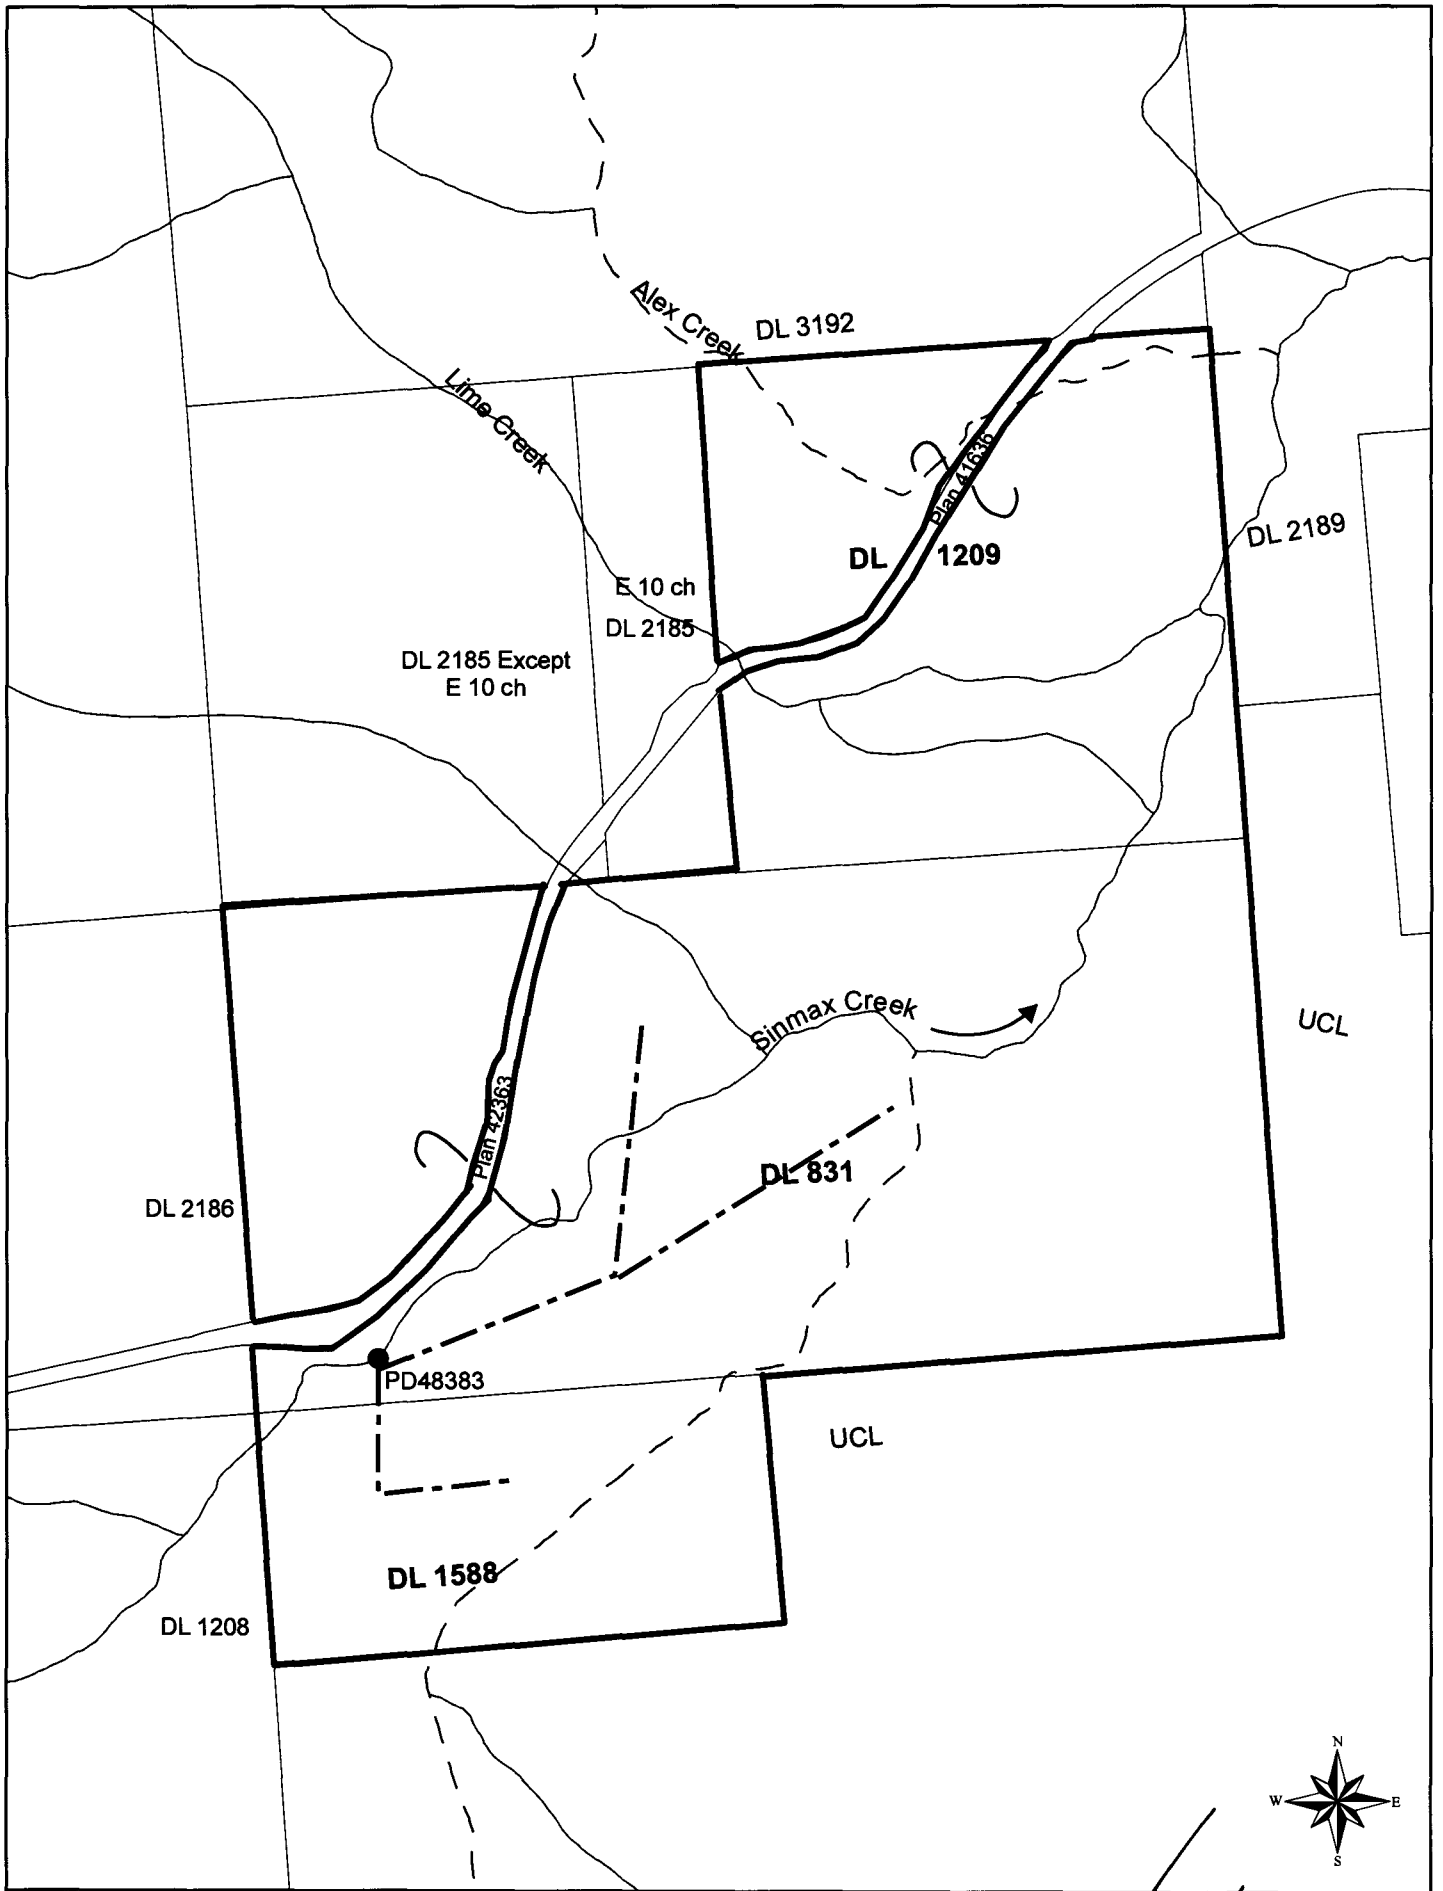 Alex Creek
DL 3192
Lime Creek
Plan 41636
DL 1209
DL 2189
E 10 ch
DL 2185
DL 2185 Except
E 10 ch
Sinmax Creek
UCL
Plan 42363
DL 831
DL 2186
PD48383
UCL
DL 1588
DL 1208
N
W
E
S